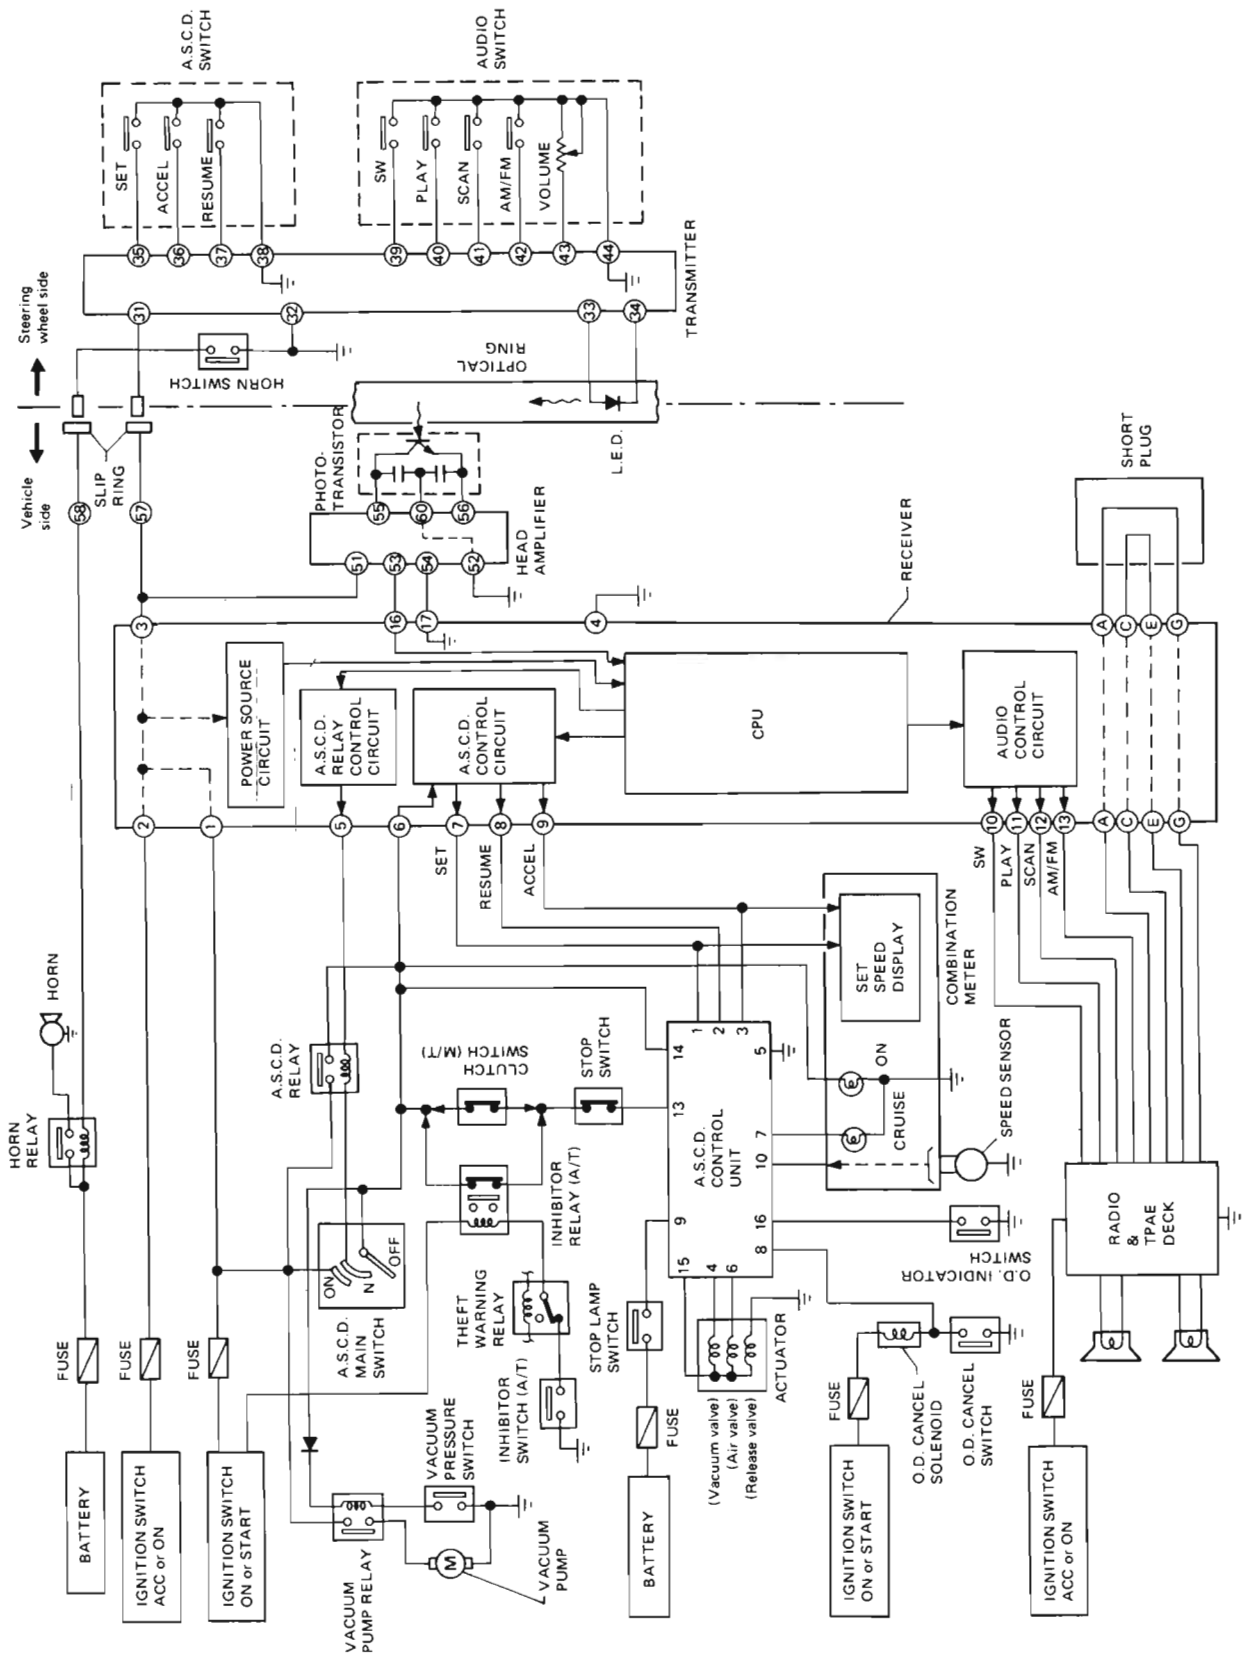 A.S.C.D.
SWITCH
SET
ACCEL
RESUME
AUDIO
SWITCH
SW
PLAY
SCAN
AM/FM
VOLUME
35
36
37
38
39
40
41
42
43
44
31
32
33
34
TRANSMITTER
Steering
wheel side
HORN SWITCH
OPTICAL
RING
L.E.D.
Vehicle
side
SLIP
RING
58
57
PHOTO-
TRANSISTOR
55
60
56
51
53
54
52
HEAD
AMPLIFIER
SHORT
PLUG
RECEIVER
3
16
17
4
A
C
E
G
POWER SOURCE
CIRCUIT
A.S.C.D.
RELAY
CONTROL
CIRCUIT
A.S.C.D.
CONTROL
CIRCUIT
CPU
AUDIO
CONTROL
CIRCUIT
2
1
5
6
7
8
9
10
11
12
13
A
C
E
G
SET
RESUME
ACCEL
SW
PLAY
SCAN
AM/FM
HORN
HORN
RELAY
A.S.C.D.
RELAY
CLUTCH
SWITCH (M/T)
STOP
SWITCH
SET
SPEED
DISPLAY
COMBINATION
METER
ON
CRUISE
SPEED SENSOR
14
1
2
3
13
5
7
10
9
16
8
15
4
6
A.S.C.D.
CONTROL
UNIT
ON
N
OFF
A.S.C.D.
MAIN
SWITCH
INHIBITOR
RELAY (A/T)
THEFT
WARNING
RELAY
INHIBITOR
SWITCH (A/T)
STOP LAMP
SWITCH
ACTUATOR
(Vacuum valve)
(Air valve)
(Release valve)
O.D. INDICATOR
SWITCH
RADIO
&
TPAE
DECK
FUSE
FUSE
FUSE
FUSE
FUSE
FUSE
O.D. CANCEL
SOLENOID
O.D. CANCEL
SWITCH
VACUUM
PRESSURE
SWITCH
VACUUM
PUMP RELAY
M
VACUUM
PUMP
BATTERY
IGNITION SWITCH
ACC or ON
IGNITION SWITCH
ON or START
BATTERY
IGNITION SWITCH
ON or START
IGNITION SWITCH
ACC or ON